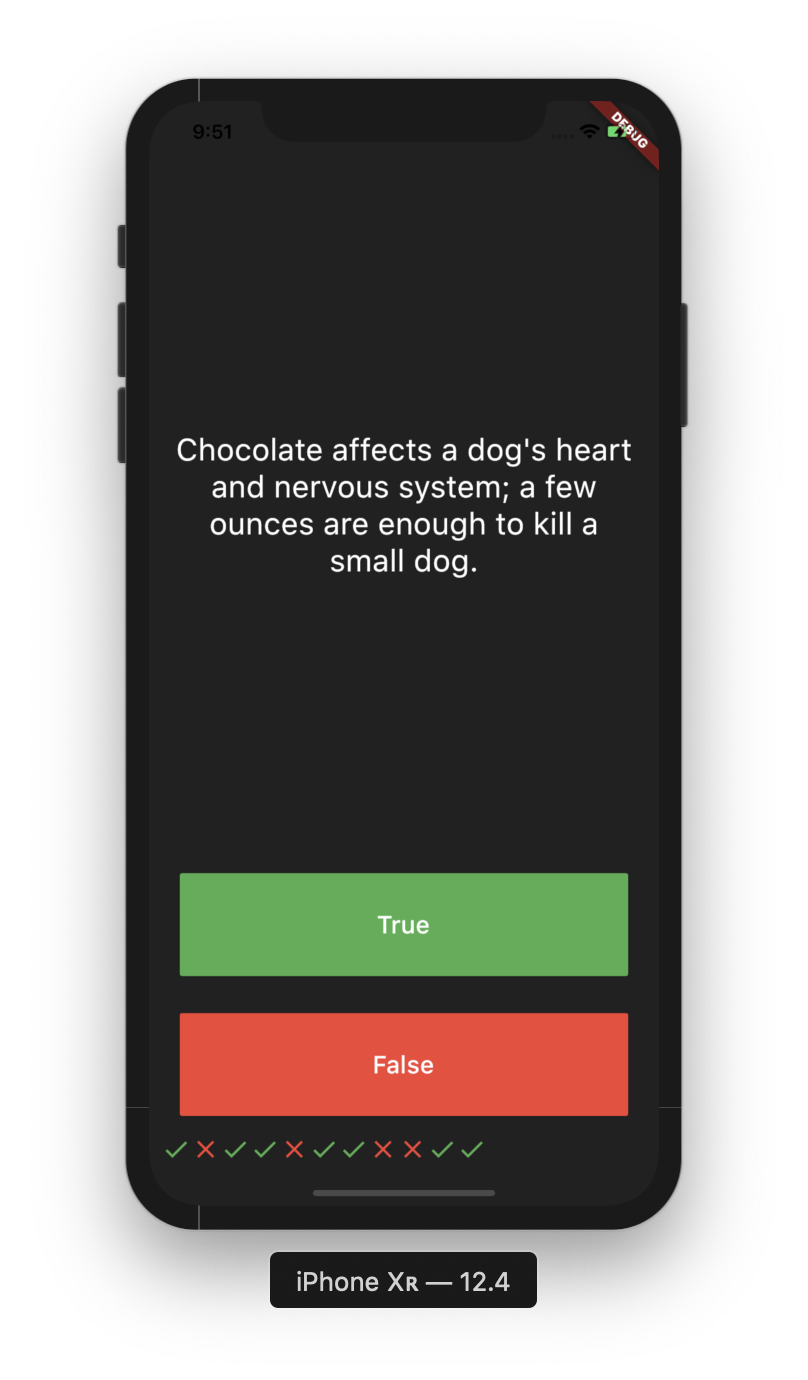 9:51
DEBUG
Chocolate affects a dog's heart
and nervous system; a few
ounces are enough to kill a
small dog.
True
False
iPhone Xʀ — 12.4